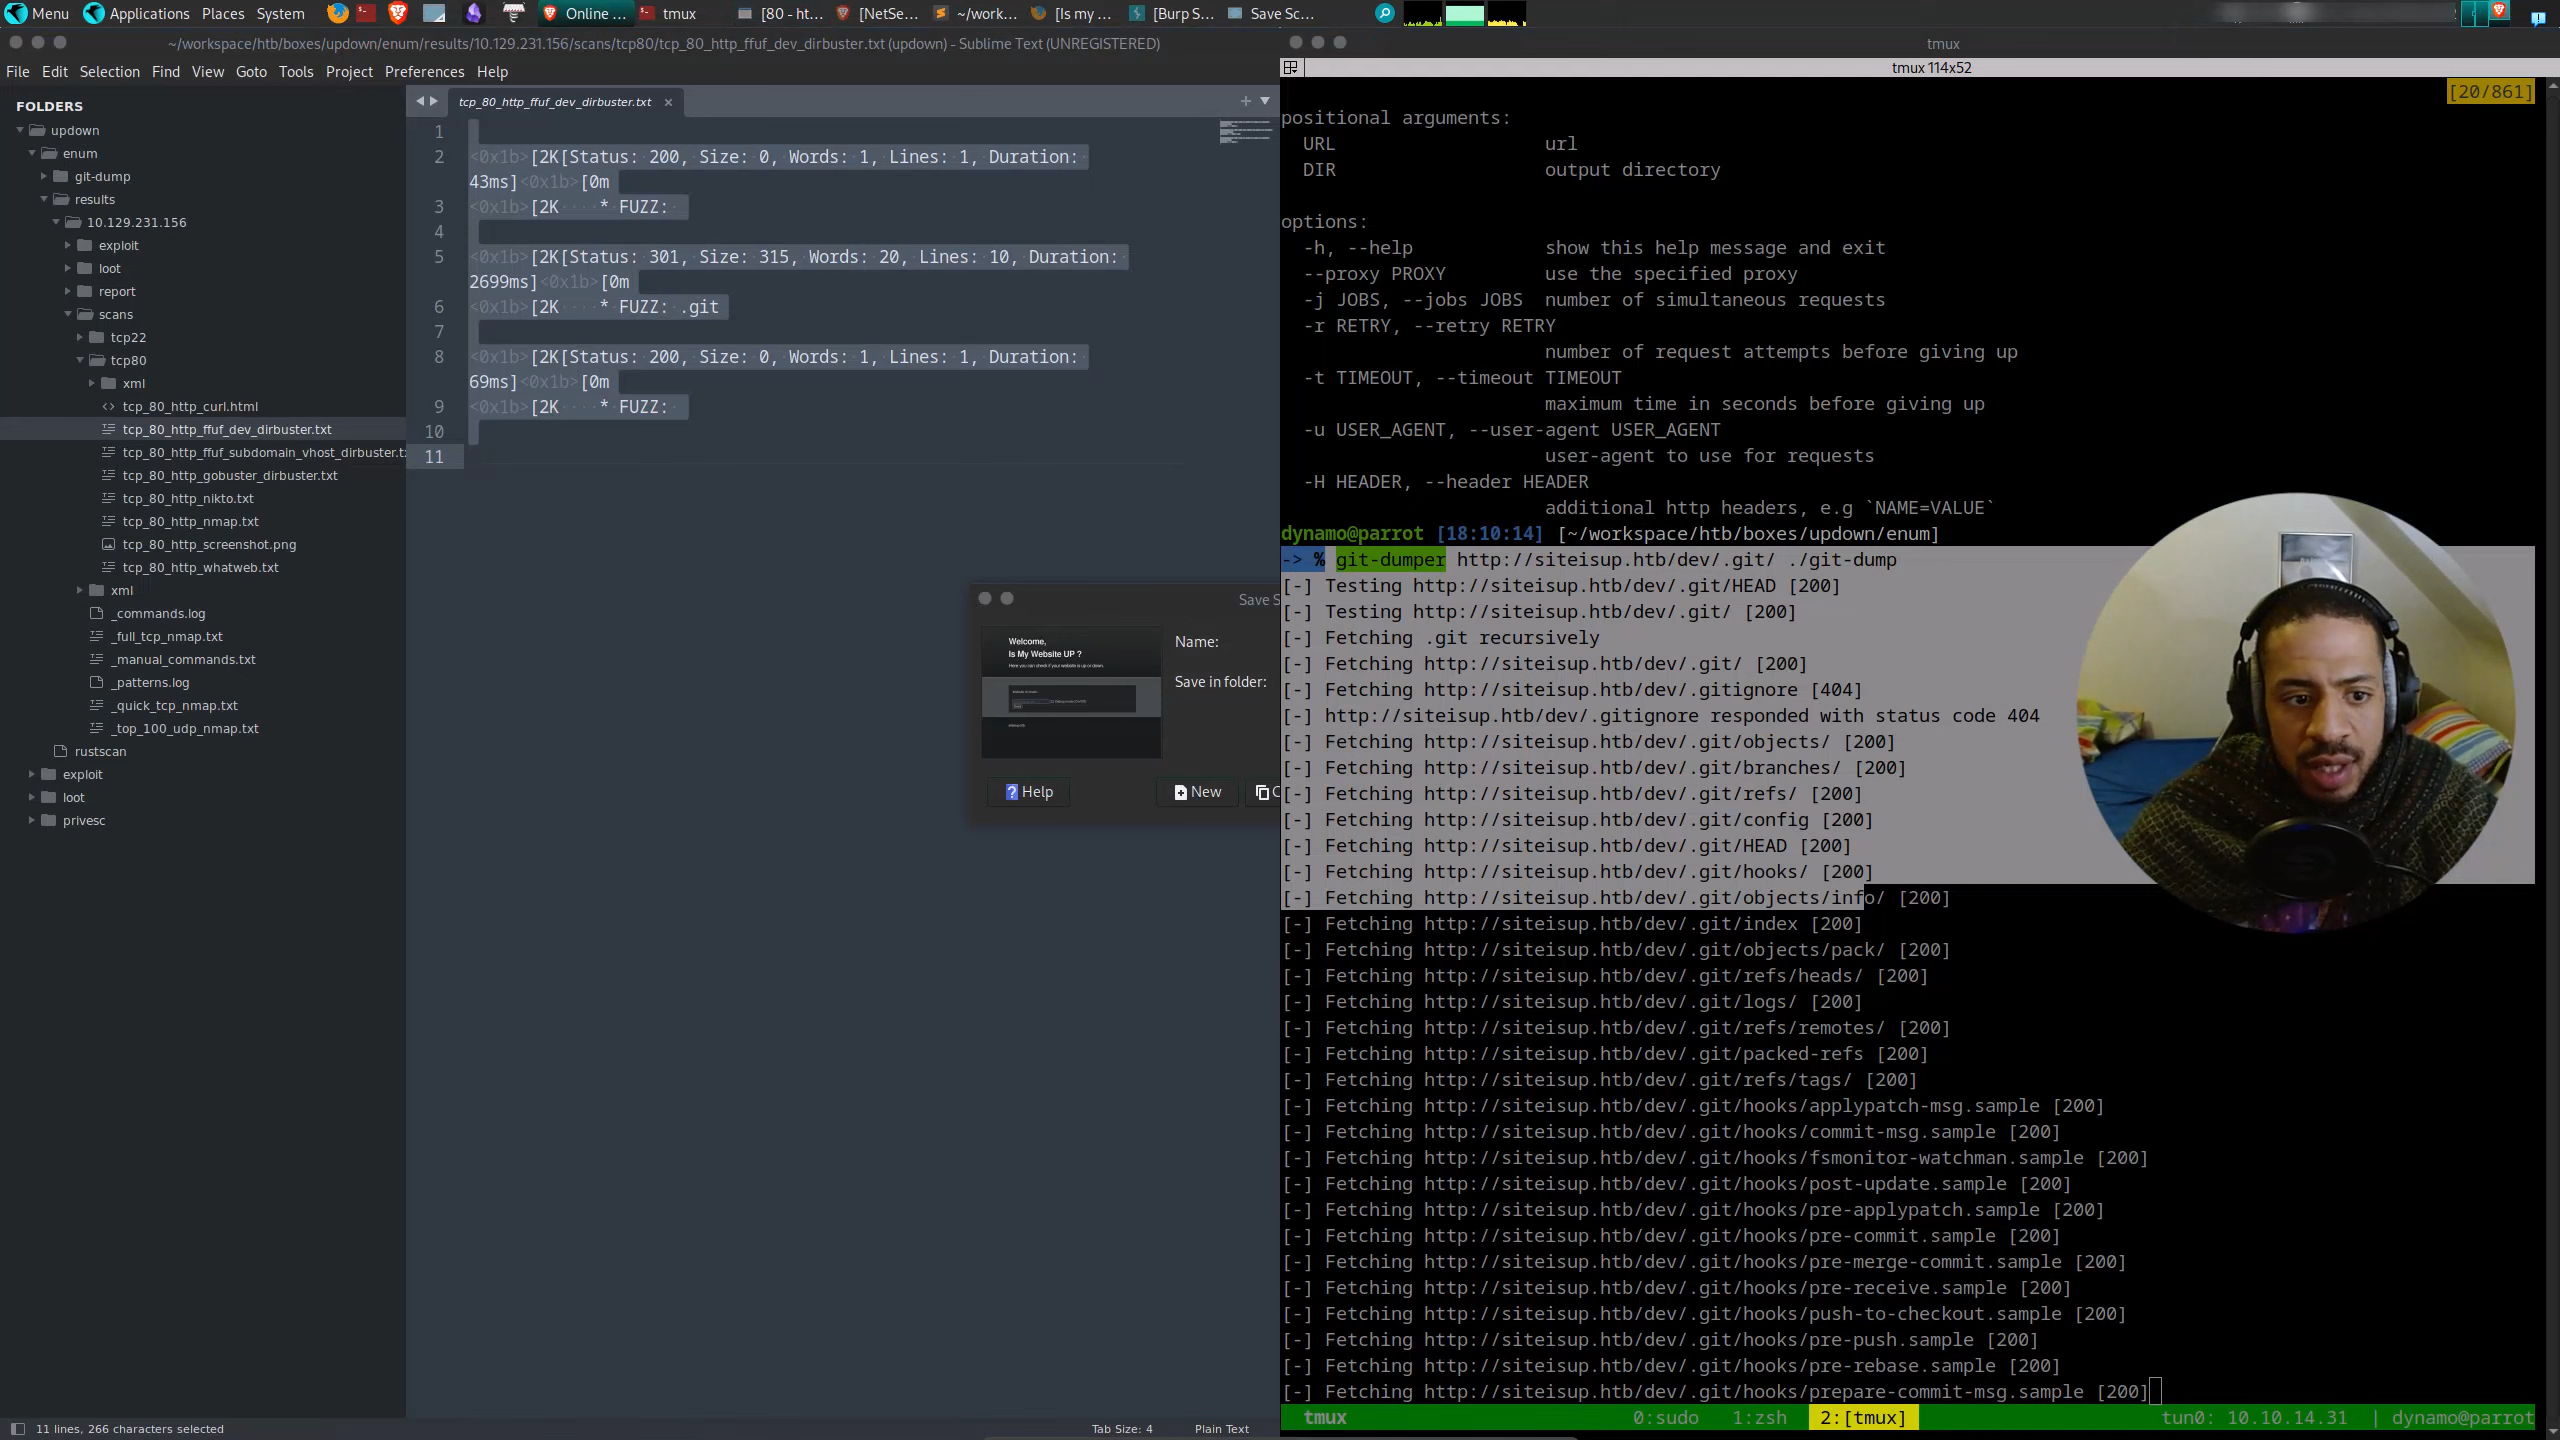 Menu Applications Places System Online ... tmux [80 - ht... [NetSe... ~/work... [Is my ... [Burp S... Save Sc...
~/workspace/htb/boxes/updown/enum/results/10.129.231.156/scans/tcp80/tcp_80_http_ffuf_dev_dirbuster.txt (updown) - Sublime Text (UNREGISTERED)
File Edit Selection Find View Goto Tools Project Preferences Help
FOLDERS
updown
enum
git-dump
results
10.129.231.156
exploit
loot
report
scans
tcp22
tcp80
xml
tcp_80_http_curl.html
tcp_80_http_ffuf_dev_dirbuster.txt
tcp_80_http_ffuf_subdomain_vhost_dirbuster.t
tcp_80_http_gobuster_dirbuster.txt
tcp_80_http_nikto.txt
tcp_80_http_nmap.txt
tcp_80_http_screenshot.png
tcp_80_http_whatweb.txt
xml
_commands.log
_full_tcp_nmap.txt
_manual_commands.txt
_patterns.log
_quick_tcp_nmap.txt
_top_100_udp_nmap.txt
rustscan
exploit
loot
privesc
tcp_80_http_ffuf_dev_dirbuster.txt
1
2 <0x1b>[2K[Status: 200, Size: 0, Words: 1, Lines: 1, Duration:
43ms]<0x1b>[0m
3 <0x1b>[2K * FUZZ:
4
5 <0x1b>[2K[Status: 301, Size: 315, Words: 20, Lines: 10, Duration:
2699ms]<0x1b>[0m
6 <0x1b>[2K * FUZZ: .git
7
8 <0x1b>[2K[Status: 200, Size: 0, Words: 1, Lines: 1, Duration:
69ms]<0x1b>[0m
9 <0x1b>[2K * FUZZ:
10
11
Save S
Welcome,
Is My Website UP ?
Here you can check if your website is up or down.
Name:
Save in folder:
Help New C
11 lines, 266 characters selected Tab Size: 4 Plain Text
tmux
tmux 114x52
[20/861]
positional arguments:
URL url
DIR output directory
options:
-h, --help show this help message and exit
--proxy PROXY use the specified proxy
-j JOBS, --jobs JOBS number of simultaneous requests
-r RETRY, --retry RETRY
number of request attempts before giving up
-t TIMEOUT, --timeout TIMEOUT
maximum time in seconds before giving up
-u USER_AGENT, --user-agent USER_AGENT
user-agent to use for requests
-H HEADER, --header HEADER
additional http headers, e.g `NAME=VALUE`
dynamo@parrot [18:10:14] [~/workspace/htb/boxes/updown/enum]
-> % git-dumper http://siteisup.htb/dev/.git/ ./git-dump
[-] Testing http://siteisup.htb/dev/.git/HEAD [200]
[-] Testing http://siteisup.htb/dev/.git/ [200]
[-] Fetching .git recursively
[-] Fetching http://siteisup.htb/dev/.git/ [200]
[-] Fetching http://siteisup.htb/dev/.gitignore [404]
[-] http://siteisup.htb/dev/.gitignore responded with status code 404
[-] Fetching http://siteisup.htb/dev/.git/objects/ [200]
[-] Fetching http://siteisup.htb/dev/.git/branches/ [200]
[-] Fetching http://siteisup.htb/dev/.git/refs/ [200]
[-] Fetching http://siteisup.htb/dev/.git/config [200]
[-] Fetching http://siteisup.htb/dev/.git/HEAD [200]
[-] Fetching http://siteisup.htb/dev/.git/hooks/ [200]
[-] Fetching http://siteisup.htb/dev/.git/objects/info/ [200]
[-] Fetching http://siteisup.htb/dev/.git/index [200]
[-] Fetching http://siteisup.htb/dev/.git/objects/pack/ [200]
[-] Fetching http://siteisup.htb/dev/.git/refs/heads/ [200]
[-] Fetching http://siteisup.htb/dev/.git/logs/ [200]
[-] Fetching http://siteisup.htb/dev/.git/refs/remotes/ [200]
[-] Fetching http://siteisup.htb/dev/.git/packed-refs [200]
[-] Fetching http://siteisup.htb/dev/.git/refs/tags/ [200]
[-] Fetching http://siteisup.htb/dev/.git/hooks/applypatch-msg.sample [200]
[-] Fetching http://siteisup.htb/dev/.git/hooks/commit-msg.sample [200]
[-] Fetching http://siteisup.htb/dev/.git/hooks/fsmonitor-watchman.sample [200]
[-] Fetching http://siteisup.htb/dev/.git/hooks/post-update.sample [200]
[-] Fetching http://siteisup.htb/dev/.git/hooks/pre-applypatch.sample [200]
[-] Fetching http://siteisup.htb/dev/.git/hooks/pre-commit.sample [200]
[-] Fetching http://siteisup.htb/dev/.git/hooks/pre-merge-commit.sample [200]
[-] Fetching http://siteisup.htb/dev/.git/hooks/pre-receive.sample [200]
[-] Fetching http://siteisup.htb/dev/.git/hooks/push-to-checkout.sample [200]
[-] Fetching http://siteisup.htb/dev/.git/hooks/pre-push.sample [200]
[-] Fetching http://siteisup.htb/dev/.git/hooks/pre-rebase.sample [200]
[-] Fetching http://siteisup.htb/dev/.git/hooks/prepare-commit-msg.sample [200]
tmux 0:sudo 1:zsh 2:[tmux] tun0: 10.10.14.31 | dynamo@parrot